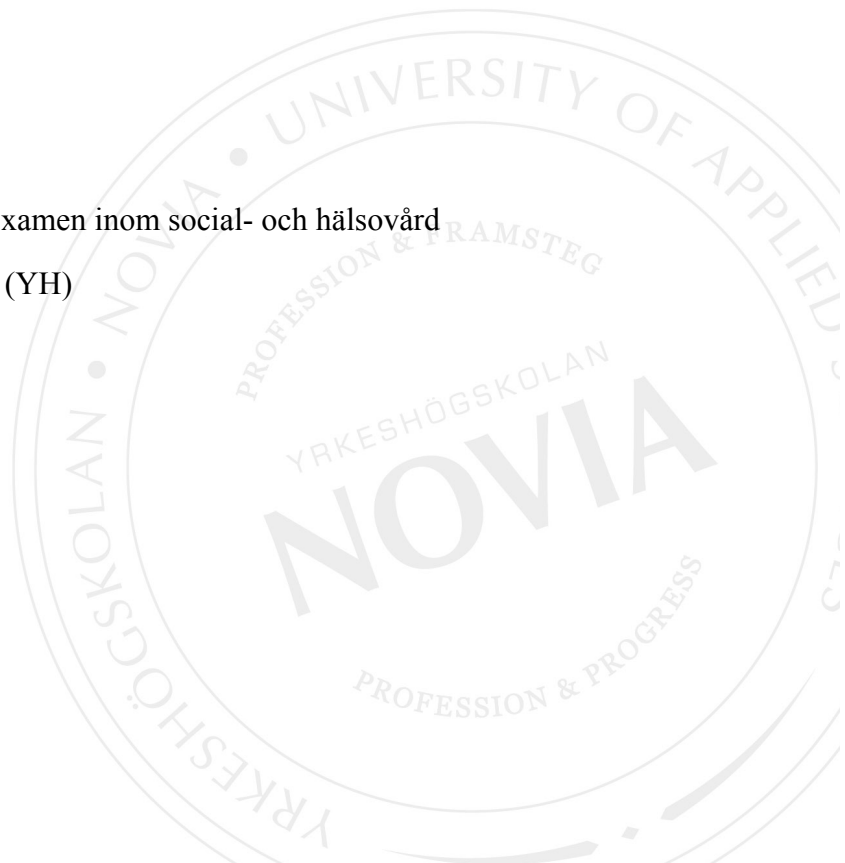 xamen inom social- och hälsovård
(YH)
YRKESHÖGSKOLAN • NOVIA • UNIVERSITY OF APPLIED
PROFESSION & FRAMSTEG
YRKESHÖGSKOLAN
NOVIA
PROFESSION & PROGRESS